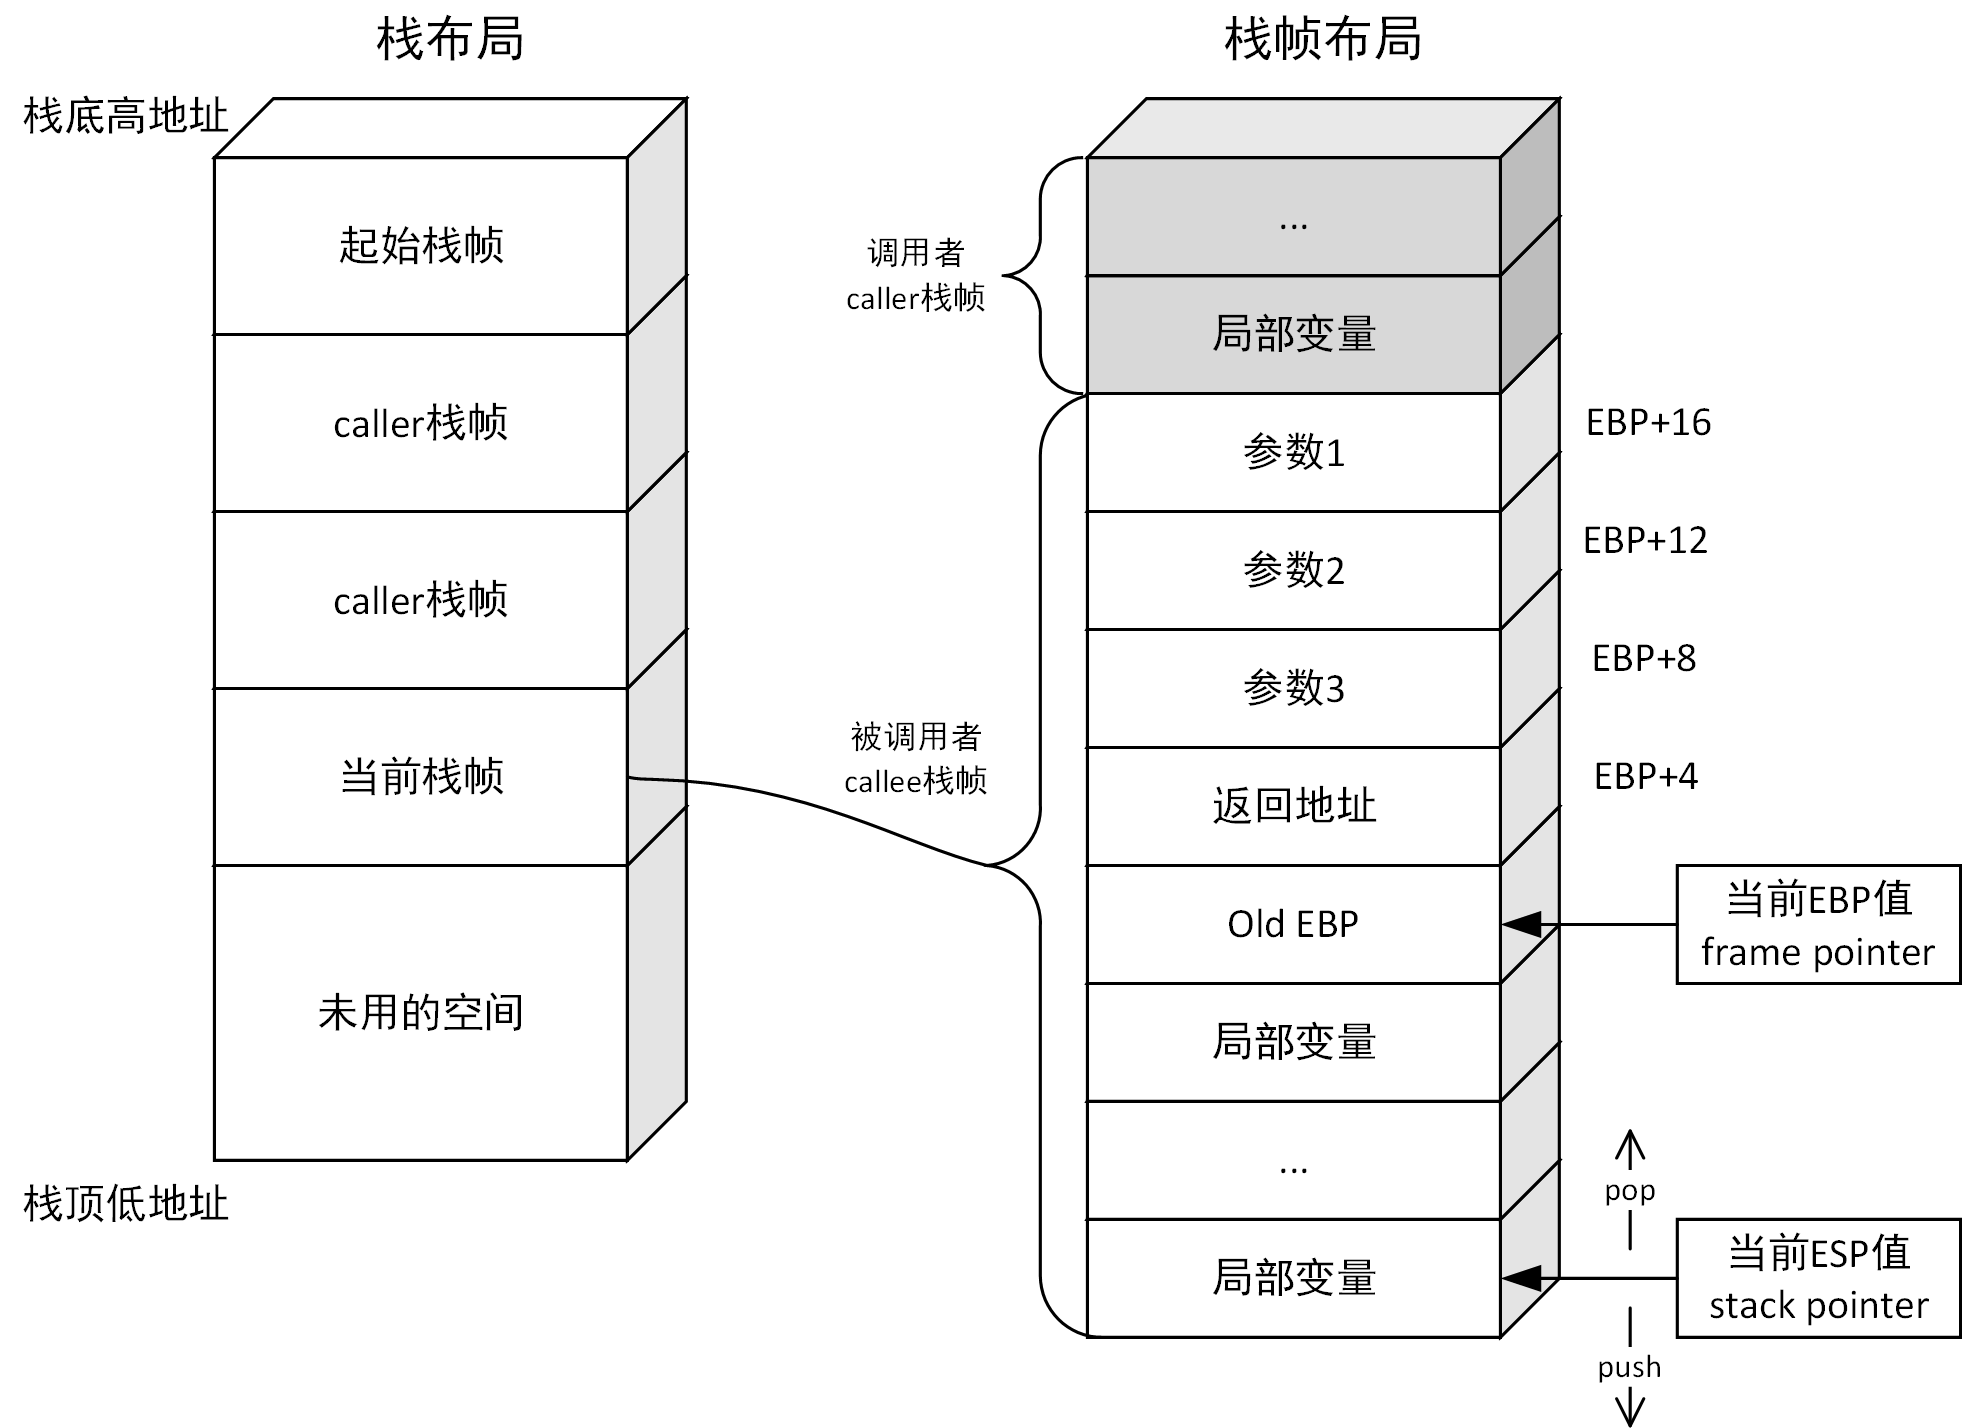 栈布局
栈帧布局
栈底高地址
起始栈帧
caller栈帧
caller栈帧
当前栈帧
未用的空间
栈顶低地址
调用者
caller栈帧
被调用者
callee栈帧
...
局部变量
参数1
EBP+16
参数2
EBP+12
参数3
EBP+8
返回地址
EBP+4
Old EBP
当前EBP值
frame pointer
局部变量
...
局部变量
pop
当前ESP值
stack pointer
push